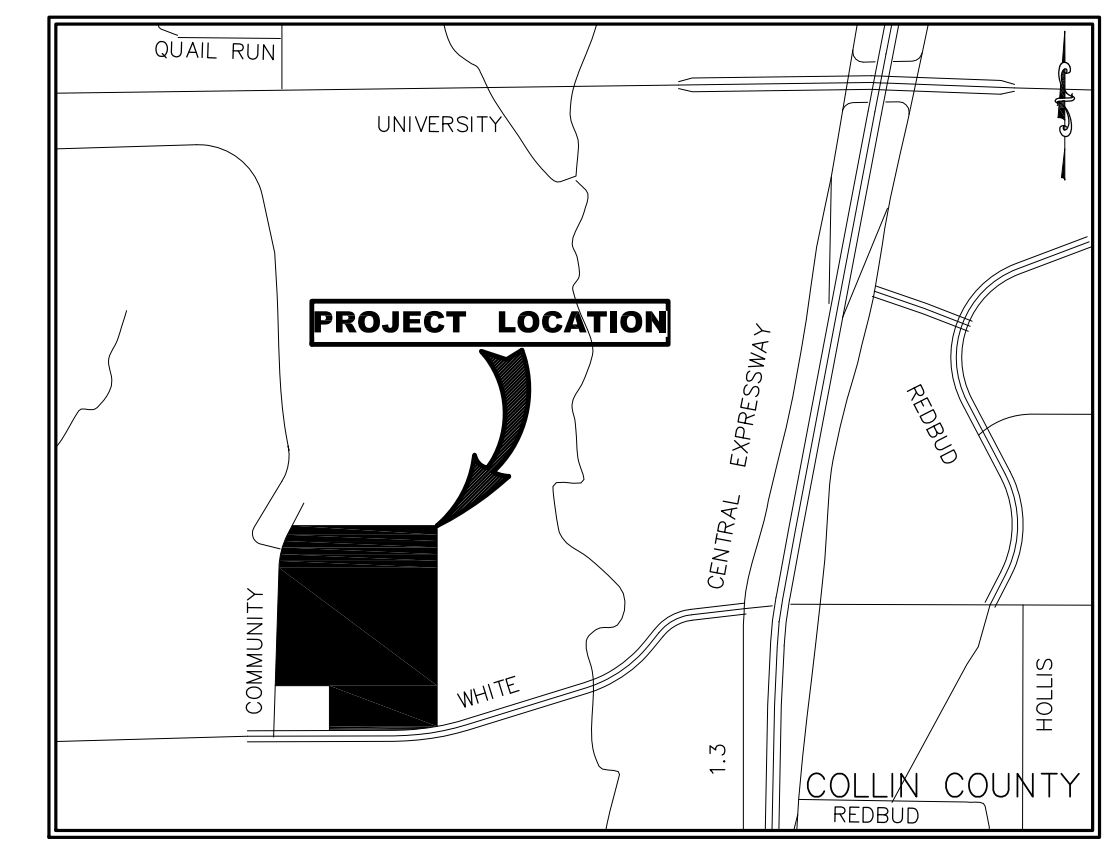 QUAIL RUN
UNIVERSITY
PROJECT LOCATION
CENTRAL EXPRESSWAY
REDBUD
COMMUNITY
WHITE
HOLLIS
1.3
COLLIN COUNTY
REDBUD